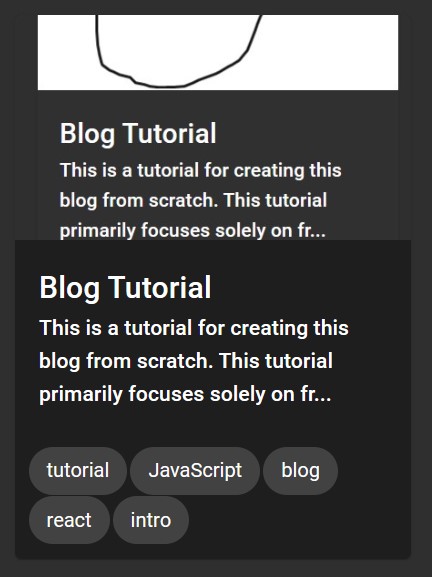 Blog Tutorial
This is a tutorial for creating this
blog from scratch. This tutorial
primarily focuses solely on fr...
Blog Tutorial
This is a tutorial for creating this
blog from scratch. This tutorial
primarily focuses solely on fr...
tutorial JavaScript blog
react intro